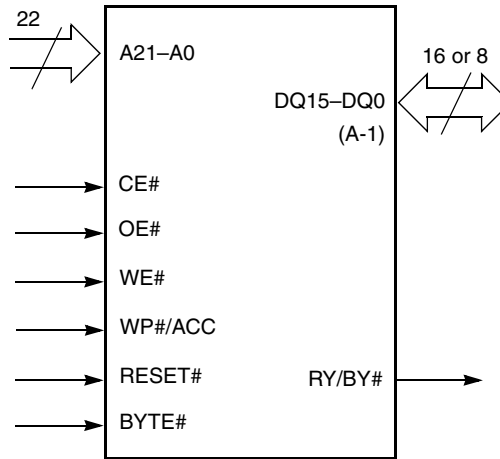 22
A21–A0
16 or 8
DQ15–DQ0
(A-1)
CE#
OE#
WE#
WP#/ACC
RESET#
RY/BY#
BYTE#